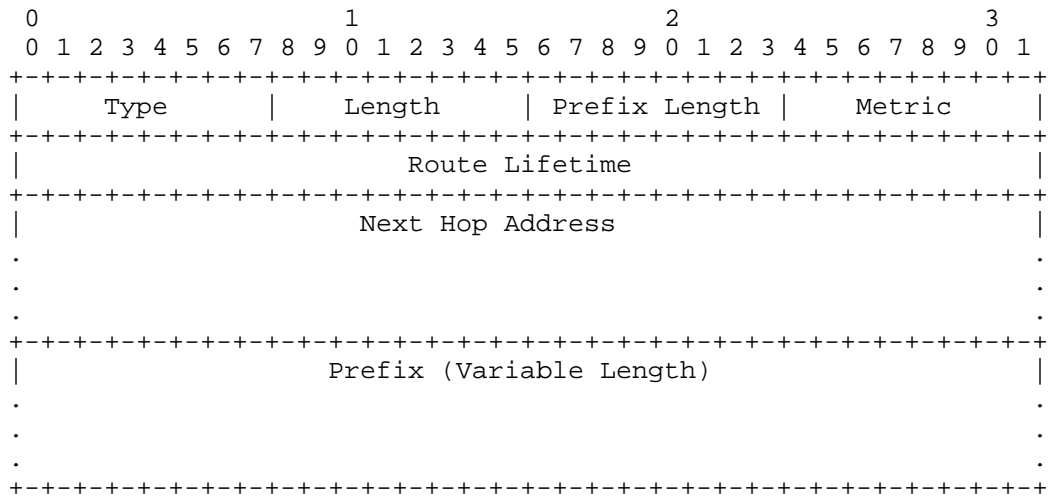 0                   1                   2                   3
 0 1 2 3 4 5 6 7 8 9 0 1 2 3 4 5 6 7 8 9 0 1 2 3 4 5 6 7 8 9 0 1
+-+-+-+-+-+-+-+-+-+-+-+-+-+-+-+-+-+-+-+-+-+-+-+-+-+-+-+-+-+-+-+-+
|     Type      |    Length     | Prefix Length |    Metric     |
+-+-+-+-+-+-+-+-+-+-+-+-+-+-+-+-+-+-+-+-+-+-+-+-+-+-+-+-+-+-+-+-+
|                        Route Lifetime                         |
+-+-+-+-+-+-+-+-+-+-+-+-+-+-+-+-+-+-+-+-+-+-+-+-+-+-+-+-+-+-+-+-+
|                     Next Hop Address                          |
.                                                               .
.                                                               .
.                                                               .
+-+-+-+-+-+-+-+-+-+-+-+-+-+-+-+-+-+-+-+-+-+-+-+-+-+-+-+-+-+-+-+-+
|                   Prefix (Variable Length)                    |
.                                                               .
.                                                               .
.                                                               .
+-+-+-+-+-+-+-+-+-+-+-+-+-+-+-+-+-+-+-+-+-+-+-+-+-+-+-+-+-+-+-+-+